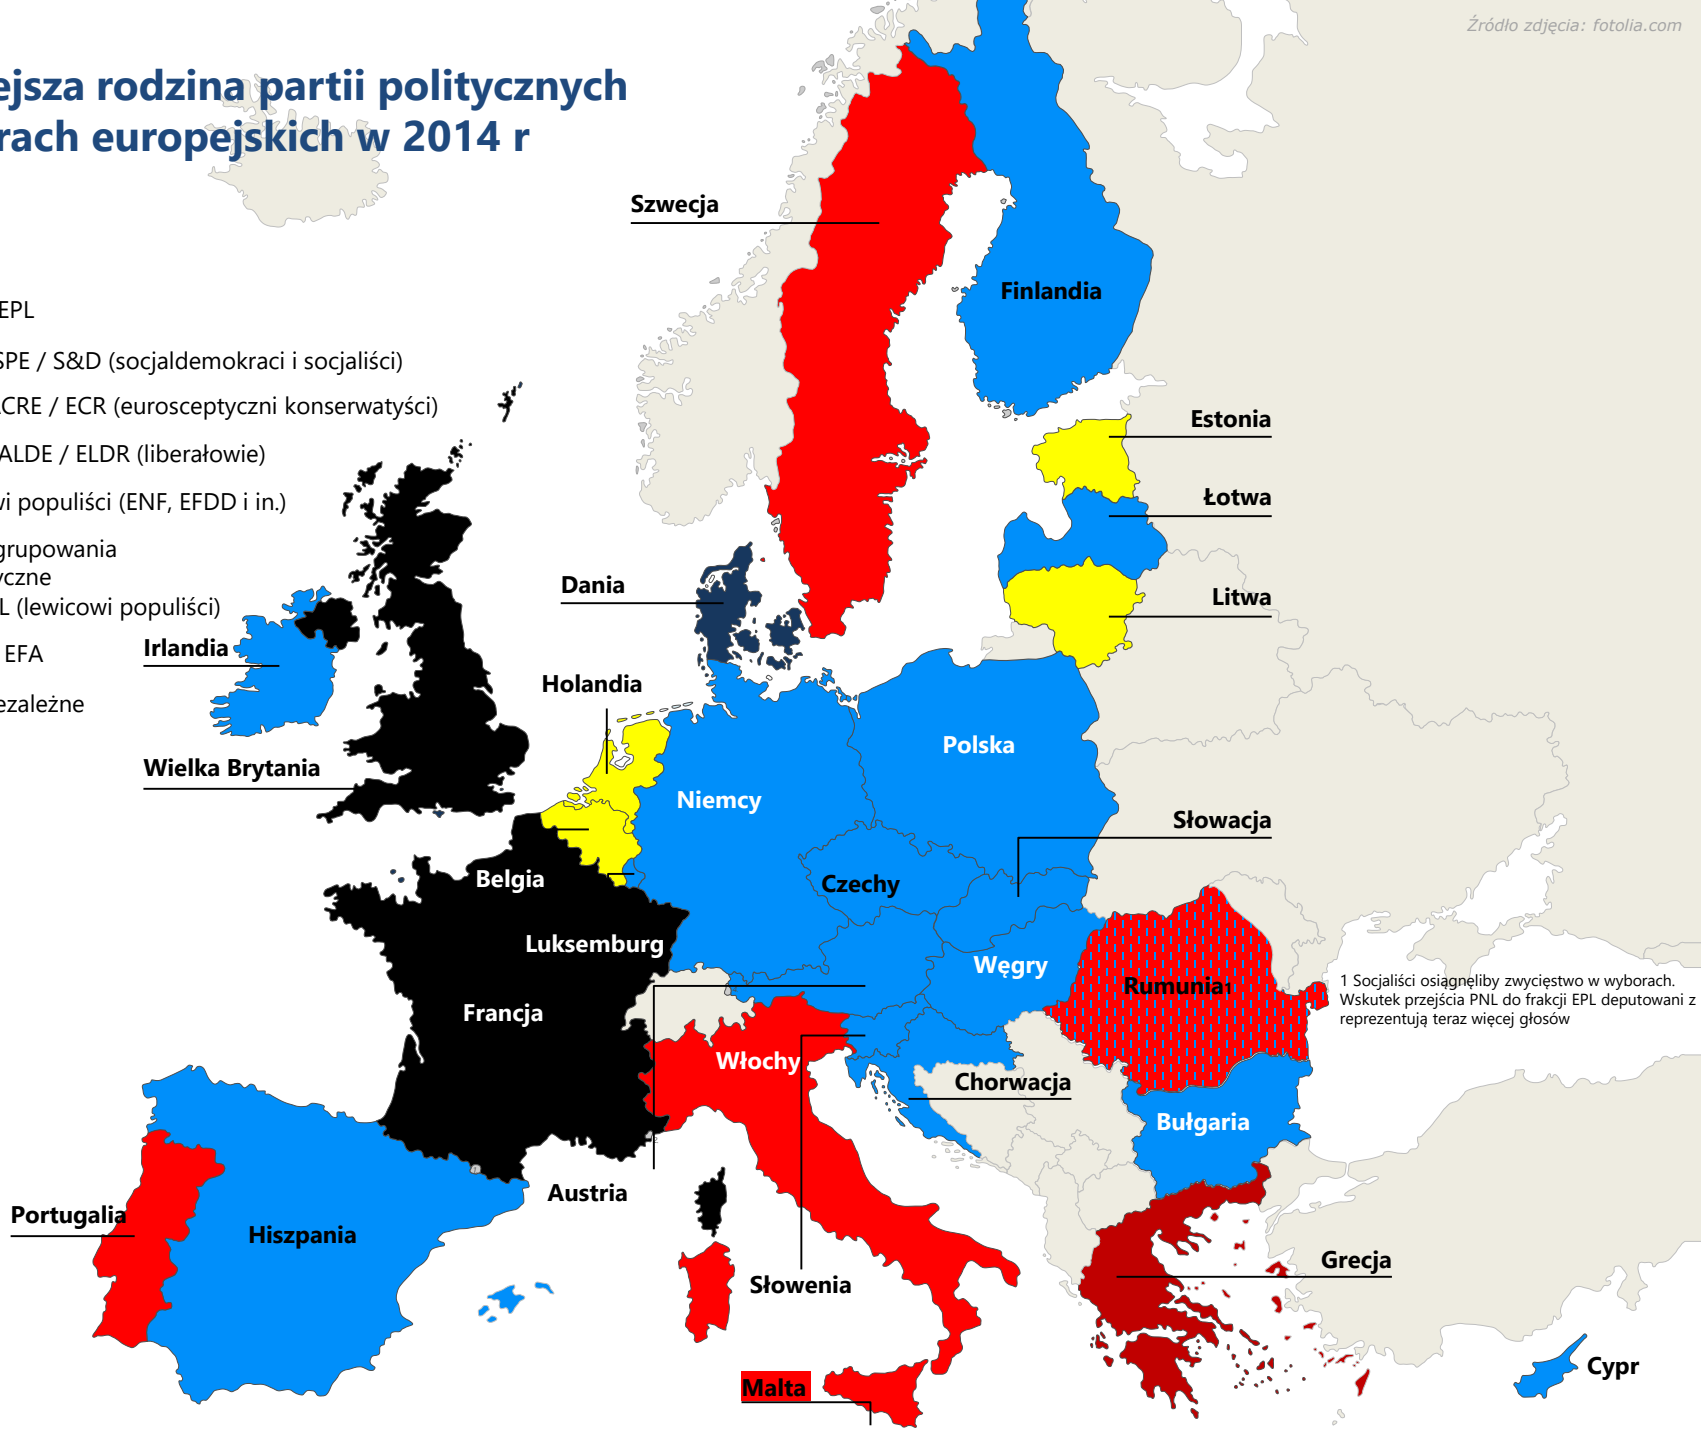 Źródło zdjęcia: fotolia.com
ejsza rodzina partii politycznych
rach europejskich w 2014 r
EPL
SPE / S&D (socjaldemokraci i socjaliści)
CRE / ECR (eurosceptyczni konserwatyści)
ALDE / ELDR (liberałowie)
wi populiści (ENF, EFDD i in.)
grupowania
yczne
L (lewicowi populiści)
EFA
ezależne
Szwecja
Finlandia
Estonia
Łotwa
Litwa
Dania
Irlandia
Holandia
Wielka Brytania
Polska
Niemcy
Słowacja
Czechy
Belgia
Luksemburg
Węgry
Rumunia1
1 Socjaliści osiągnęliby zwycięstwo w wyborach.
Wskutek przejścia PNL do frakcji EPL deputowani z
reprezentują teraz więcej głosów
Francja
Włochy
Chorwacja
Bułgaria
Austria
Portugalia
Hiszpania
Słowenia
Grecja
Malta
Cypr